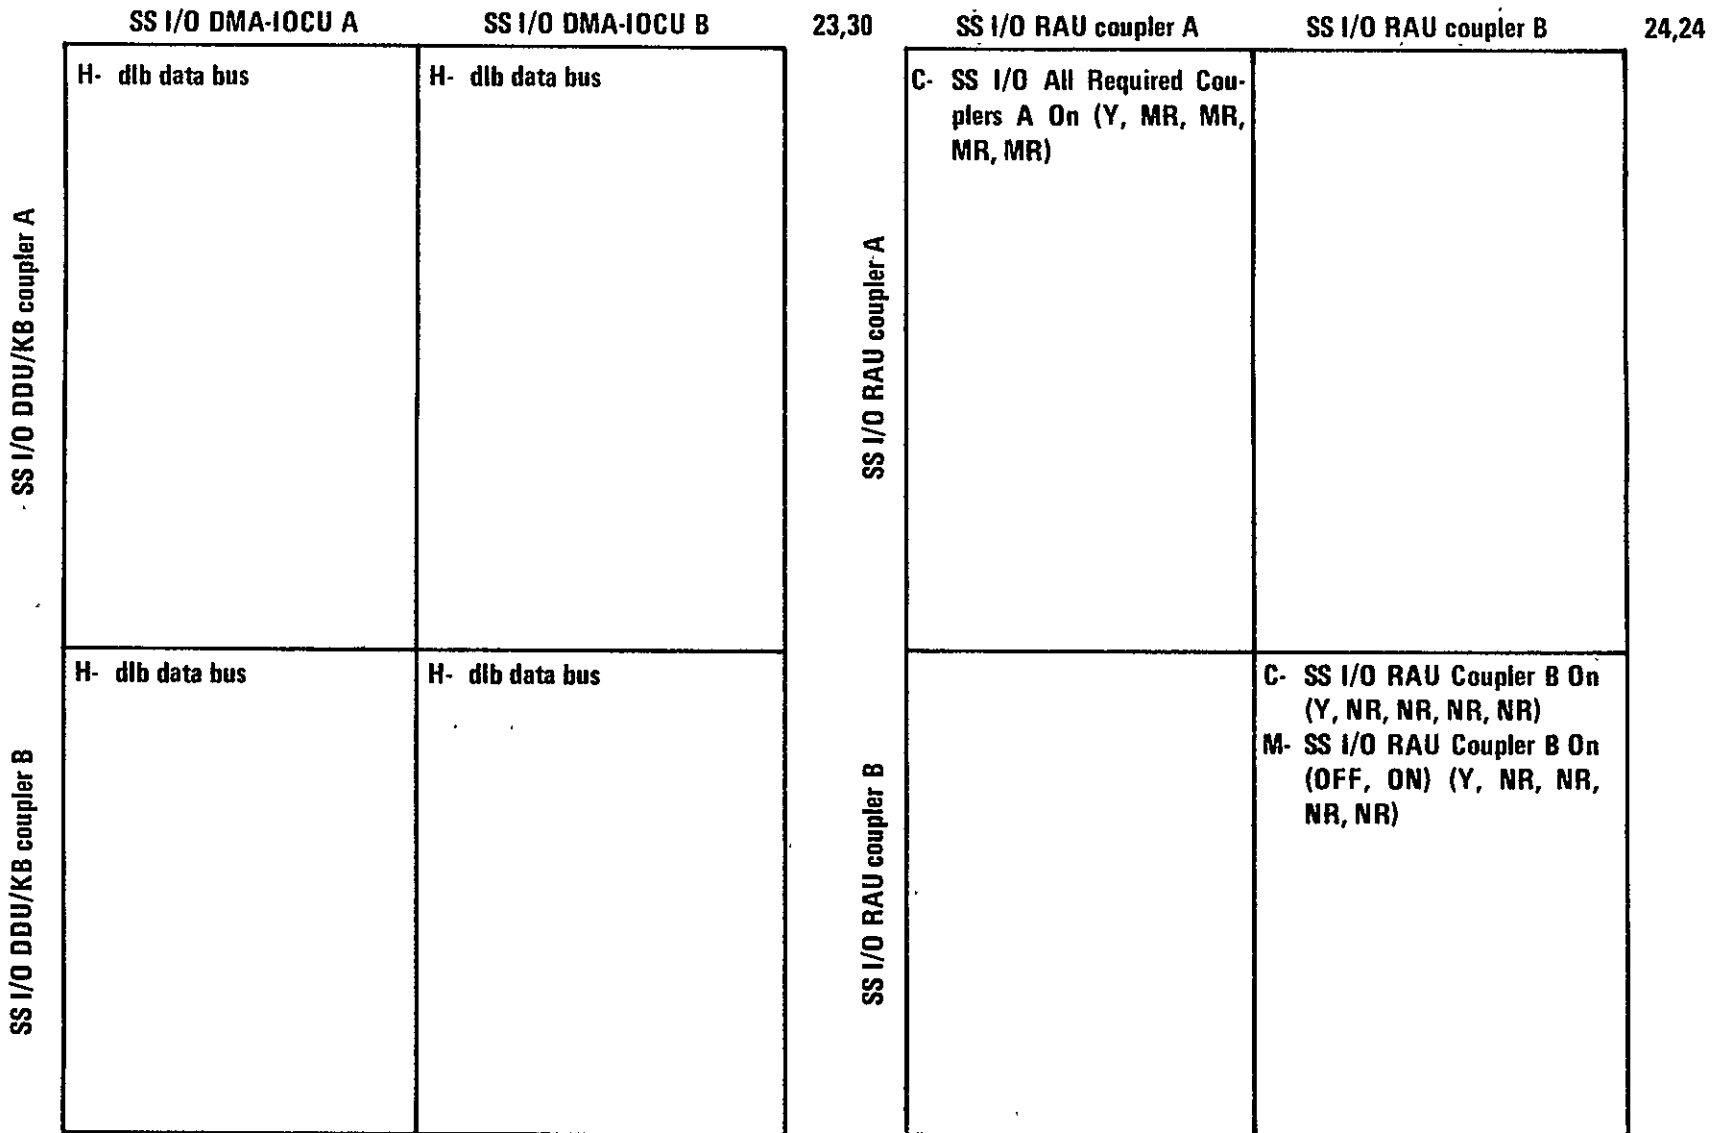 SS I/O DMA-IOCU A
SS I/O DMA-IOCU B
23,30
SS I/O DDU/KB coupler A
H- dlb data bus
H- dlb data bus
SS I/O DDU/KB coupler B
H- dlb data bus
H- dlb data bus
SS I/O RAU coupler A
SS I/O RAU coupler B
24,24
SS I/O RAU coupler A
C- SS I/O All Required Cou-
plers A On (Y, MR, MR,
MR, MR)
SS I/O RAU coupler B
C- SS I/O RAU Coupler B On
(Y, NR, NR, NR, NR)
M- SS I/O RAU Coupler B On
(OFF, ON) (Y, NR, NR,
NR, NR)